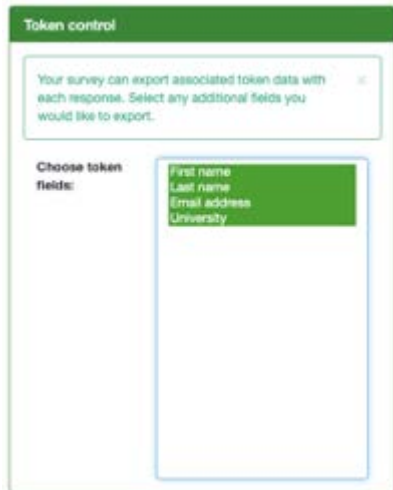 Token control
Your survey can export associated token data with
each response. Select any additional fields you
would like to export.
×
Choose token
fields:
First name
Last name
Email address
University